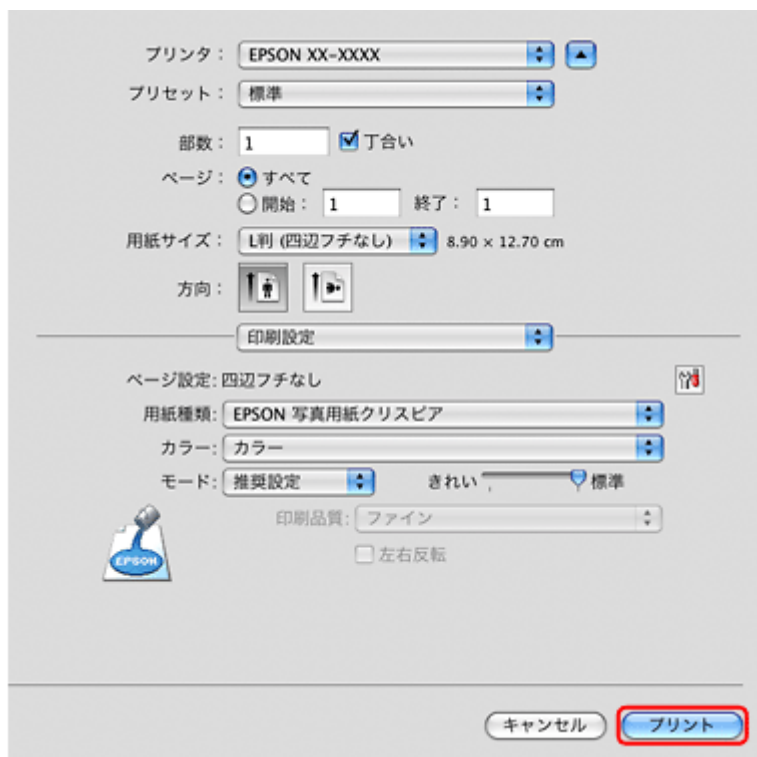 プリンタ： EPSON XX-XXXX
プリセット： 標準
部数： 1 丁合い
ページ： すべて
開始： 1 終了： 1
用紙サイズ： L判 (四辺フチなし) 8.90 × 12.70 cm
方向：
印刷設定
ページ設定: 四辺フチなし
用紙種類: EPSON 写真用紙クリスピア
カラー: カラー
モード: 推奨設定 きれい 標準
印刷品質: ファイン
EPSON
左右反転
キャンセル プリント